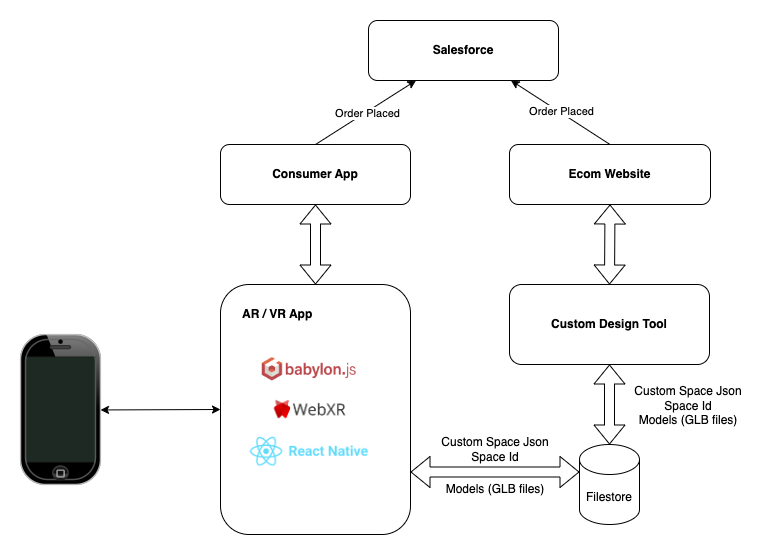 Salesforce
Order Placed
Order Placed
Consumer App
Ecom Website
AR / VR App
Custom Design Tool
babylon.js
WebXR
React Native
Custom Space Json
Space Id
Models (GLB files)
Custom Space Json
Space Id
Models (GLB files)
Filestore